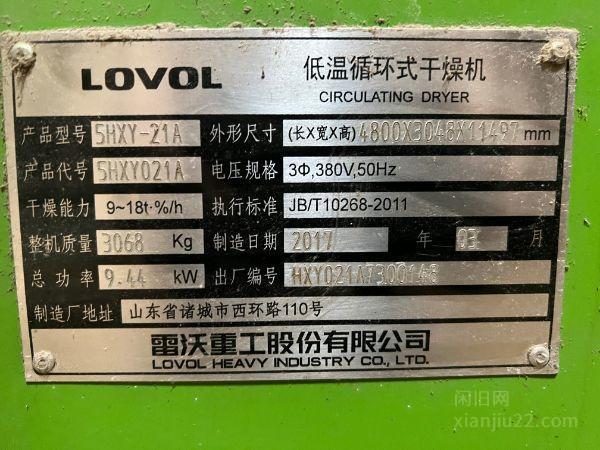 LOVOL 低温循环式干燥机
CIRCULATING DRYER
产品型号 5HXY-21A 外形尺寸 (长X宽X高) 4800X3048X11497 mm
产品代号 5HXY021A 电压规格 3Φ,380V,50Hz
干燥能力 9~18t·%/h 执行标准 JB/T10268-2011
整机质量 3068 Kg 制造日期 2017 年 03 月
总功率 9.44 kW 出厂编号 HXY021A7300148
制造厂地址 山东省诸城市西环路110号
雷沃重工股份有限公司
LOVOL HEAVY INDUSTRY CO., LTD.
闲旧网
xianjiu22.com